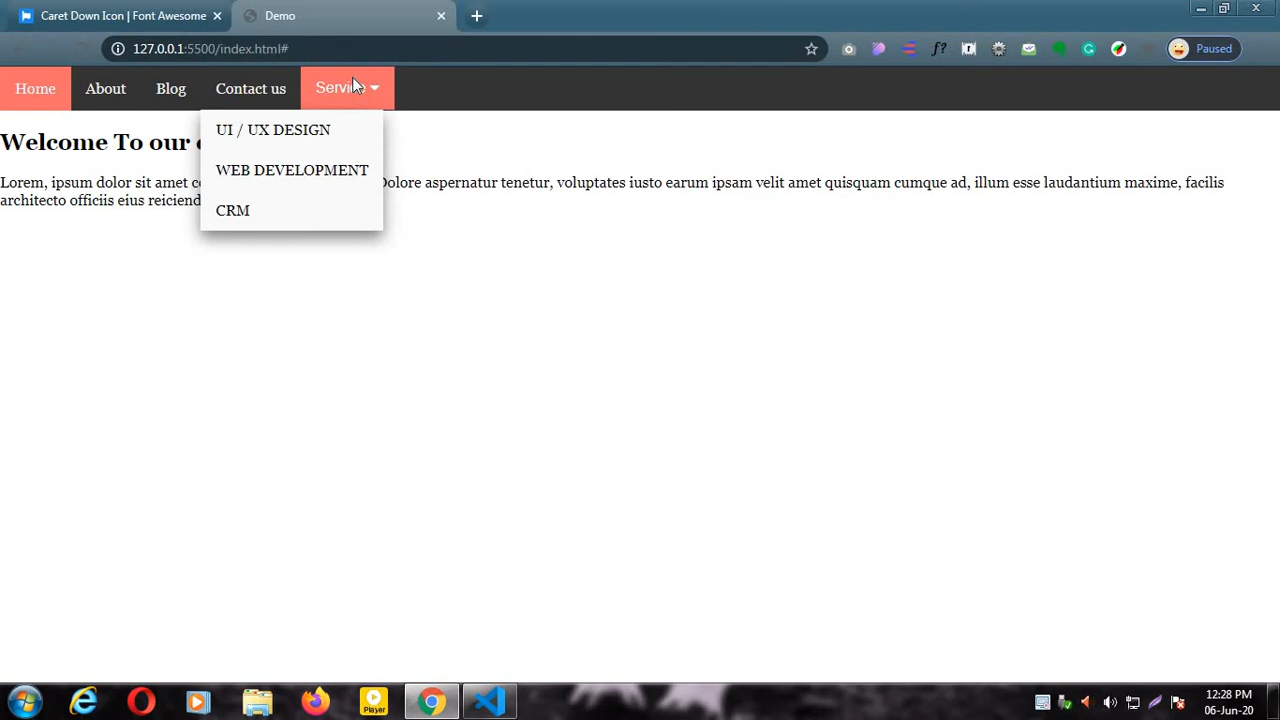 Caret Down Icon | Font Awesome
Demo
127.0.0.1:5500/index.html#
f?
Paused
Home About Blog Contact us
UI / UX DESIGN
WEB DEVELOPMENT
CRM
Welcome To our
Lorem, ipsum dolor sit amet Dolore aspernatur tenetur, voluptates iusto earum ipsam velit amet quisquam cumque ad, illum esse laudantium maxime, facilis
architecto officiis eius
Player
12:28 PM
06-Jun-20